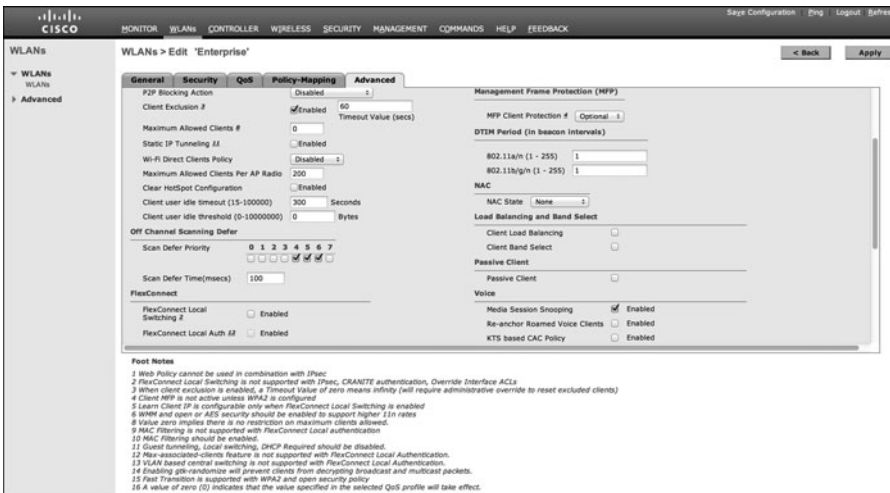 Save Configuration | Ping | Logout | Refres
CISCO
MONITOR WLANs CONTROLLER WIRELESS SECURITY MANAGEMENT COMMANDS HELP FEEDBACK
WLANs
WLANs
WLANs
Advanced
WLANs > Edit 'Enterprise'
< Back
Apply
General Security QoS Policy-Mapping Advanced
P2P Blocking Action Disabled
Client Exclusion 3 Enabled 60
Timeout Value (secs)
Maximum Allowed Clients 8 0
Static IP Tunneling 11 Enabled
Wi-Fi Direct Clients Policy Disabled
Maximum Allowed Clients Per AP Radio 200
Clear HotSpot Configuration Enabled
Client user idle timeout (15-100000) 300 Seconds
Client user idle threshold (0-10000000) 0 Bytes
Off Channel Scanning Defer
Scan Defer Priority 0 1 2 3 4 5 6 7
Scan Defer Time(msecs) 100
FlexConnect
FlexConnect Local
Switching 2 Enabled
FlexConnect Local Auth 12 Enabled
Management Frame Protection (MFP)
MFP Client Protection 4 Optional
DTIM Period (in beacon intervals)
802.11a/n (1 - 255) 1
802.11b/g/n (1 - 255) 1
NAC
NAC State None
Load Balancing and Band Select
Client Load Balancing
Client Band Select
Passive Client
Passive Client
Voice
Media Session Snooping Enabled
Re-anchor Roamed Voice Clients Enabled
KTS based CAC Policy Enabled
Foot Notes
1 Web Policy cannot be used in combination with IPsec
2 FlexConnect Local Switching is not supported with IPsec, CRANITE authentication, Override Interface ACLs
3 When client exclusion is enabled, a Timeout Value of zero means infinity (will require administrative override to reset excluded clients)
4 Client MFP is not active unless WPA2 is configured
5 Learn Client IP is configurable only when FlexConnect Local Switching is enabled
6 WMM and open or AES security should be enabled to support higher 11n rates
8 Value zero implies there is no restriction on maximum clients allowed.
9 MAC Filtering is not supported with FlexConnect Local authentication
10 MAC Filtering should be enabled.
11 Guest tunneling, Local switching, DHCP Required should be disabled.
12 Max-associated-clients feature is not supported with FlexConnect Local Authentication.
13 VLAN based central switching is not supported with FlexConnect Local Authentication.
14 Enabling gtk-randomize will prevent clients from decrypting broadcast and multicast packets.
15 Fast Transition is supported with WPA2 and open security policy
16 A value of zero (0) indicates that the value specified in the selected QoS profile will take effect.